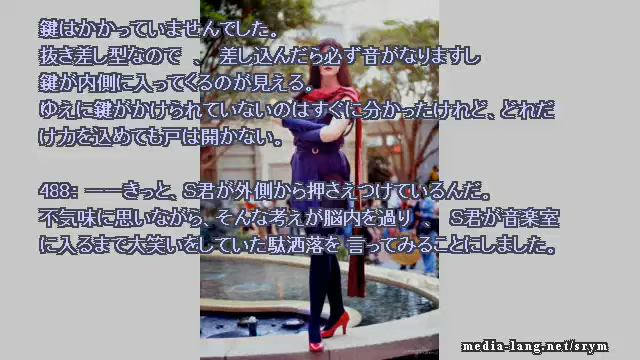 鍵はかかっていませんでした。
抜き差し型なので 、 差し込んだら必ず音がなりますし
鍵が内側に入ってくるのが見える。
ゆえに鍵がかけられていないのはすぐに分かったけれど、どれだ
け力を込めても戸は開かない。
488: ――きっと、S君が外側から押さえつけているんだ。
不気味に思いながら、そんな考えが脳内を過り 、 S君が音楽室
に入るまで大笑いをしていた駄洒落を 言ってみることにしました。
media-lang.net/srym